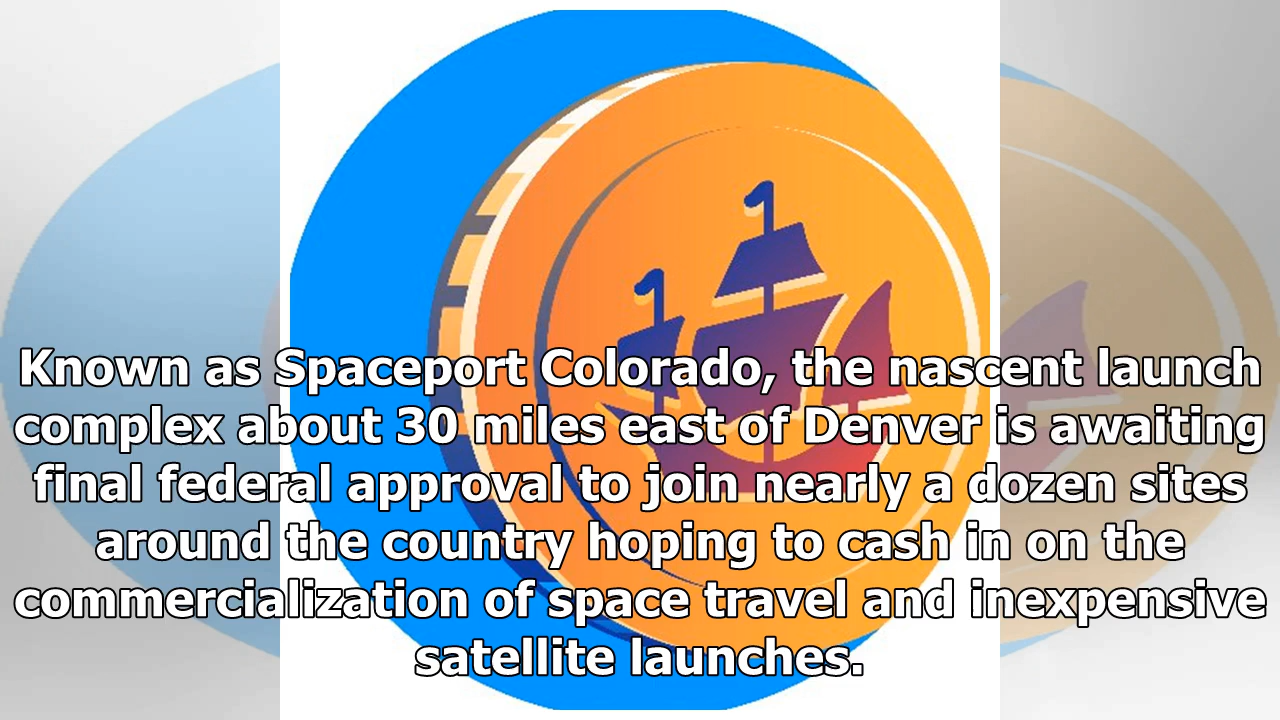 Known as Spaceport Colorado, the nascent launch
complex about 30 miles east of Denver is awaiting
final federal approval to join nearly a dozen sites
around the country hoping to cash in on the
commercialization of space travel and inexpensive
satellite launches.